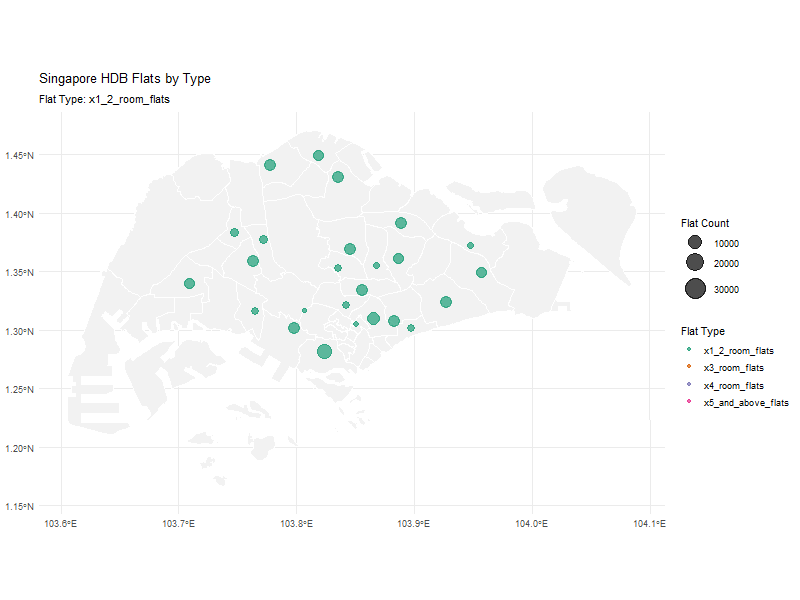 Singapore HDB Flats by Type
Flat Type: x1_2_room_flats
1.45°N
1.40°N
1.35°N
1.30°N
1.25°N
1.20°N
1.15°N
103.6°E
103.7°E
103.8°E
103.9°E
104.0°E
104.1°E
Flat Count
10000
20000
30000
Flat Type
x1_2_room_flats
x3_room_flats
x4_room_flats
x5_and_above_flats